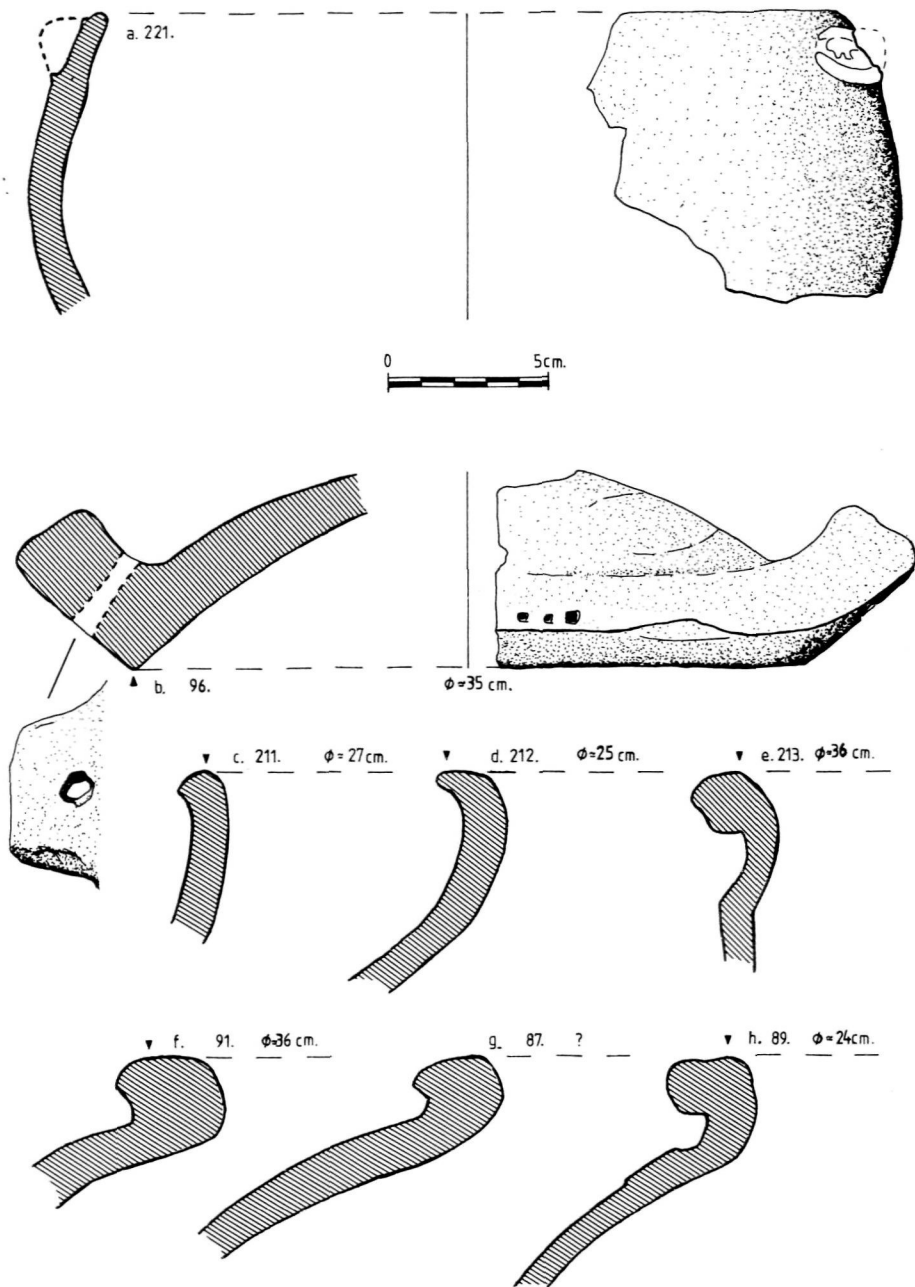 a. 221.
0 5cm.
b. 96. φ≈35 cm.
c. 211. φ≈27cm. d. 212. φ≈25 cm. e. 213. φ≈36 cm.
f. 91. φ≈36 cm. g. 87. ? h. 89. φ≈24cm.